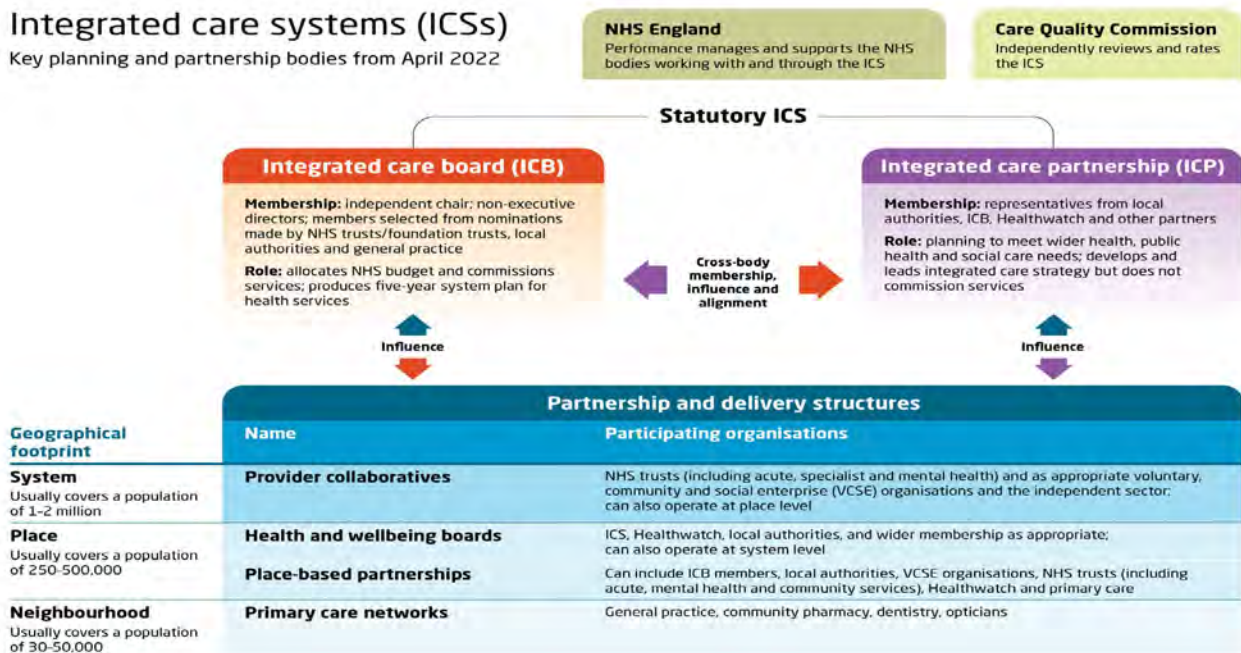 Integrated care systems (ICSs)
Key planning and partnership bodies from April 2022
NHS England
Performance manages and supports the NHS
bodies working with and through the ICS
Care Quality Commission
Independently reviews and rates
the ICS
Statutory ICS
Integrated care board (ICB)
Membership: independent chair; non-executive
directors; members selected from nominations
made by NHS trusts/foundation trusts, local
authorities and general practice
Role: allocates NHS budget and commissions
services; produces five-year system plan for
health services
Cross-body
membership,
influence and
alignment
Integrated care partnership (ICP)
Membership: representatives from local
authorities, ICB, Healthwatch and other partners
Role: planning to meet wider health, public
health and social care needs; develops and
leads integrated care strategy but does not
commission services
Influence
Influence
Partnership and delivery structures
Geographical
footprint
Name
Participating organisations
System
Usually covers a population
of 1–2 million
Provider collaboratives
NHS trusts (including acute, specialist and mental health) and as appropriate voluntary,
community and social enterprise (VCSE) organisations and the independent sector;
can also operate at place level
Place
Usually covers a population
of 250-500,000
Health and wellbeing boards
ICS, Healthwatch, local authorities, and wider membership as appropriate;
can also operate at system level
Place-based partnerships
Can include ICB members, local authorities, VCSE organisations, NHS trusts (including
acute, mental health and community services), Healthwatch and primary care
Neighbourhood
Usually covers a population
of 30–50,000
Primary care networks
General practice, community pharmacy, dentistry, opticians